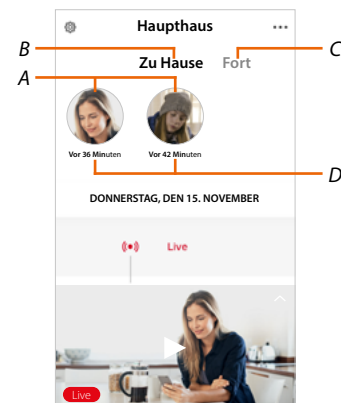 Haupthaus
B
Zu Hause Fort
C
A
Vor 36 Minuten Vor 42 Minuten
D
DONNERSTAG, DEN 15. NOVEMBER
Live
Live